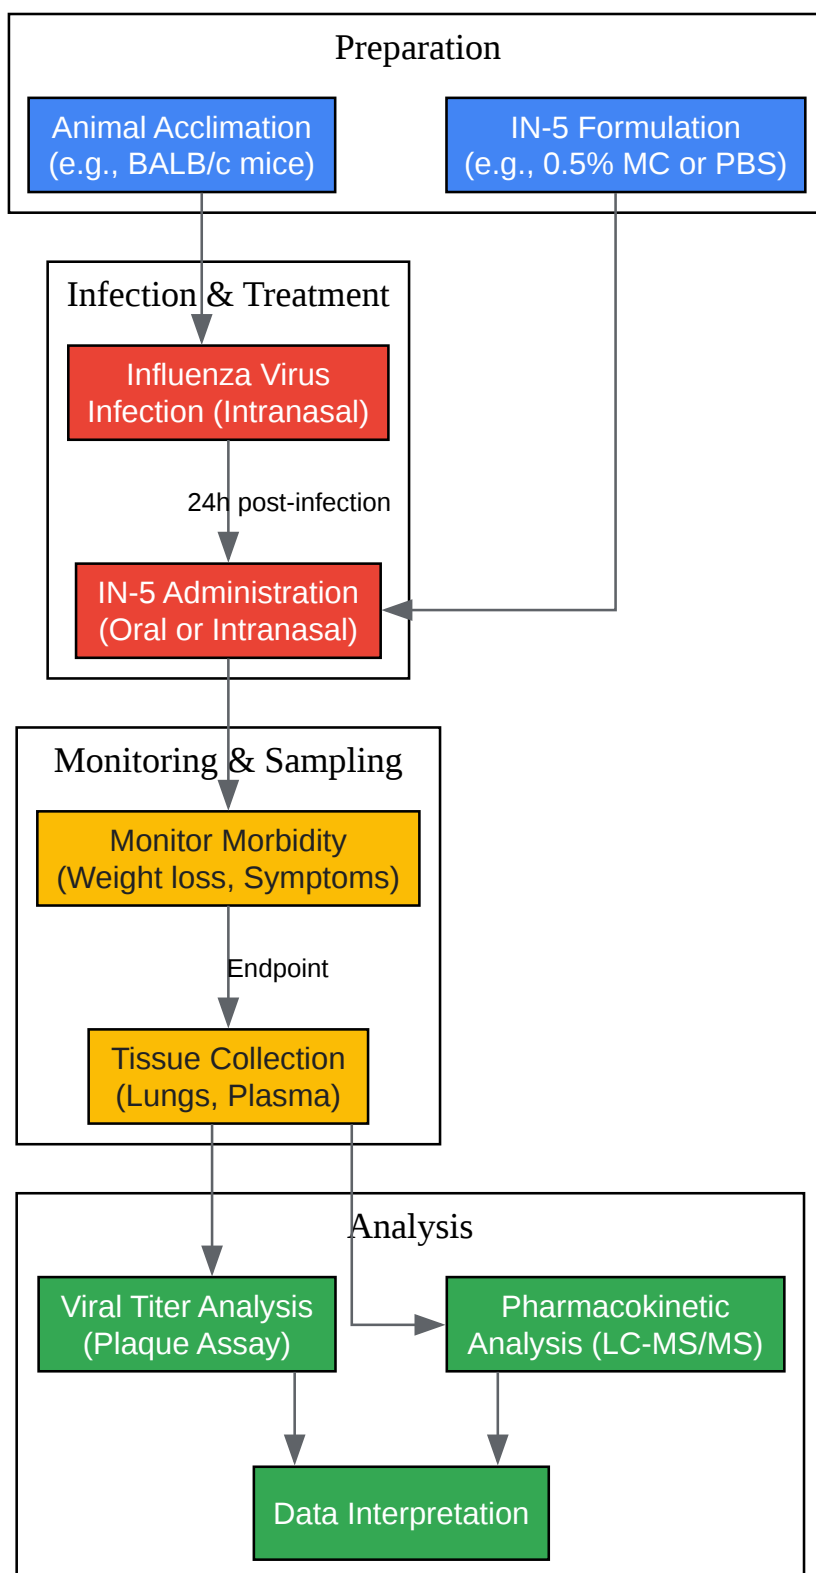 Preparation
Animal Acclimation
(e.g., BALB/c mice)
IN-5 Formulation
(e.g., 0.5% MC or PBS)
Infection & Treatment
Influenza Virus
Infection (Intranasal)
24h post-infection
IN-5 Administration
(Oral or Intranasal)
Monitoring & Sampling
Monitor Morbidity
(Weight loss, Symptoms)
Endpoint
Tissue Collection
(Lungs, Plasma)
Analysis
Viral Titer Analysis
(Plaque Assay)
Pharmacokinetic
Analysis (LC-MS/MS)
Data Interpretation